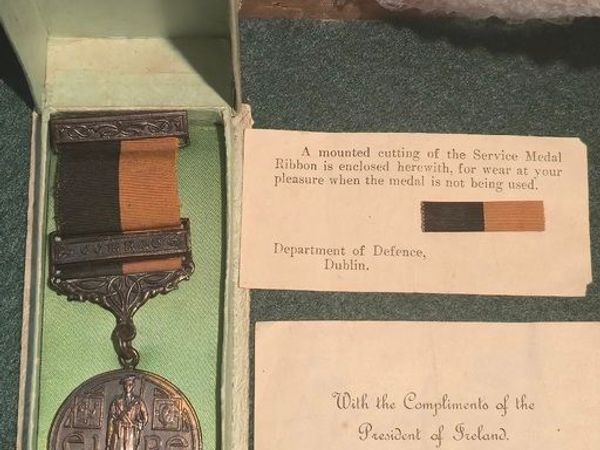 COMRAC
A mounted cutting of the Service Medal
Ribbon is enclosed herewith, for wear at your
pleasure when the medal is not being used.
Department of Defence,
Dublin.
With the Compliments of the
President of Ireland.